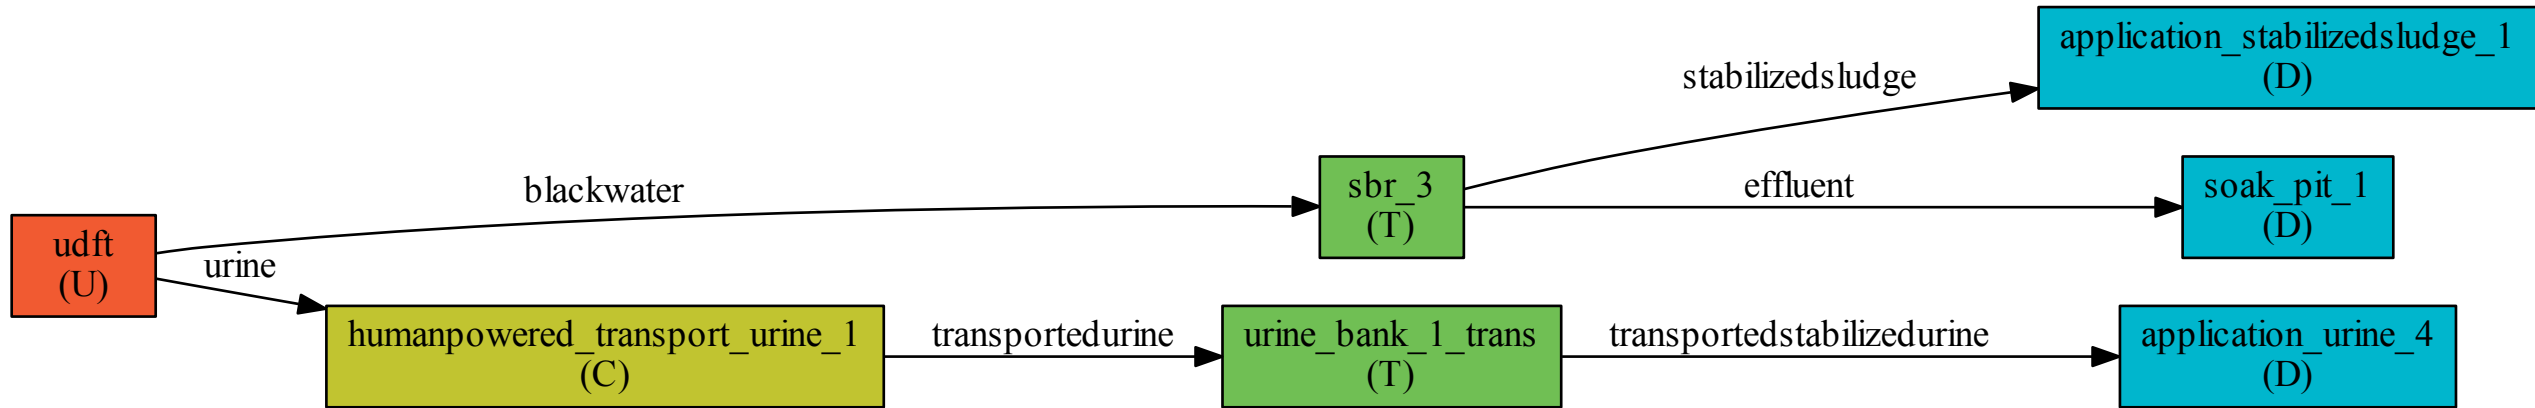 application_stabilizedsludge_1
(D)
stabilizedsludge
blackwater
sbr_3
(T)
effluent
soak_pit_1
(D)
udft
(U)
urine
humanpowered_transport_urine_1
(C)
transportedurine
urine_bank_1_trans
(T)
transportedstabilizedurine
application_urine_4
(D)